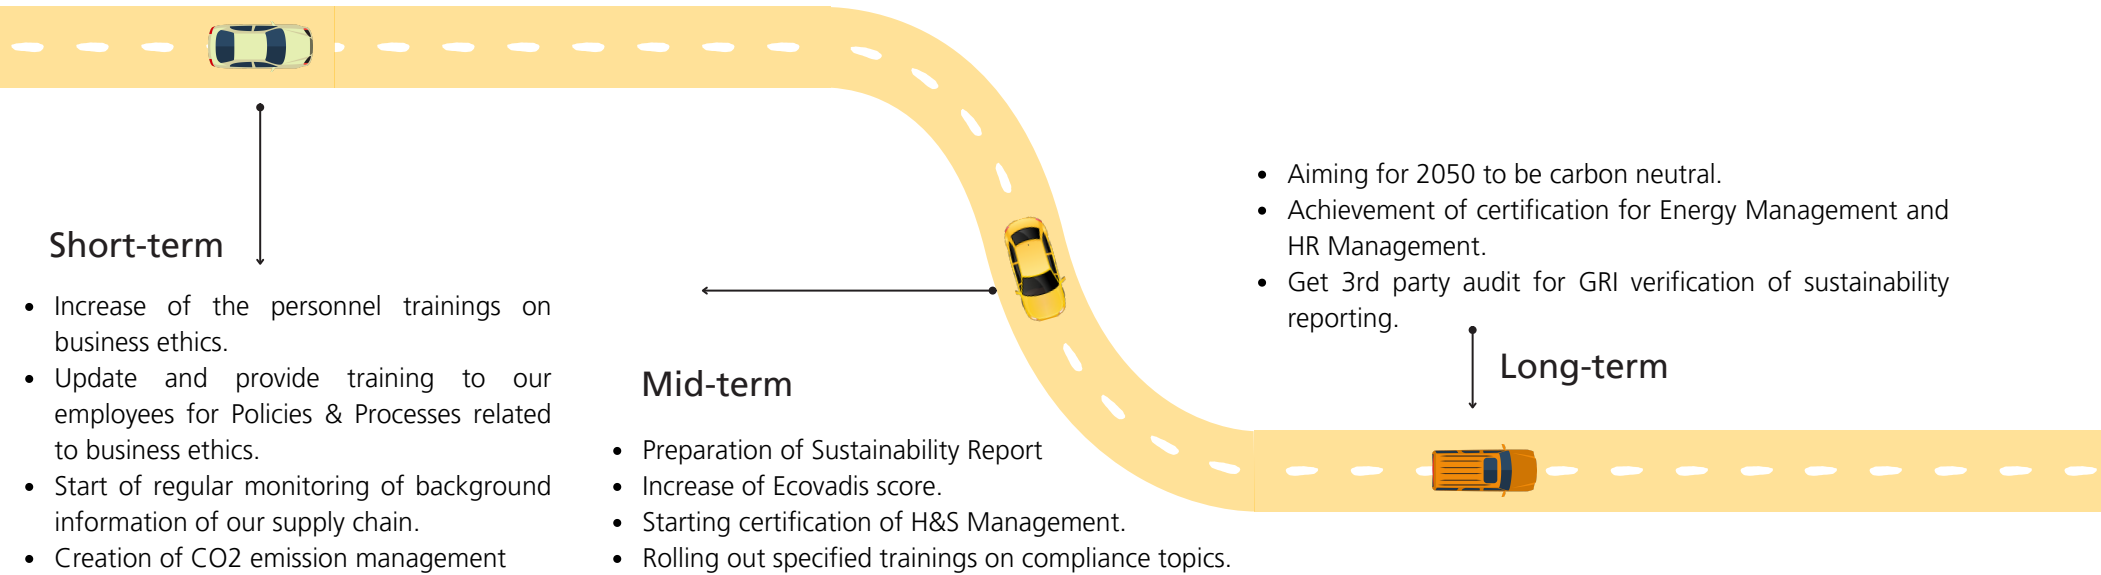 Short-term
• Increase of the personnel trainings on
business ethics.
• Update and provide training to our
employees for Policies & Processes related
to business ethics.
• Start of regular monitoring of background
information of our supply chain.
• Creation of CO2 emission management
Mid-term
• Preparation of Sustainability Report
• Increase of Ecovadis score.
• Starting certification of H&S Management.
• Rolling out specified trainings on compliance topics.
• Aiming for 2050 to be carbon neutral.
• Achievement of certification for Energy Management and
HR Management.
• Get 3rd party audit for GRI verification of sustainability
reporting.
Long-term